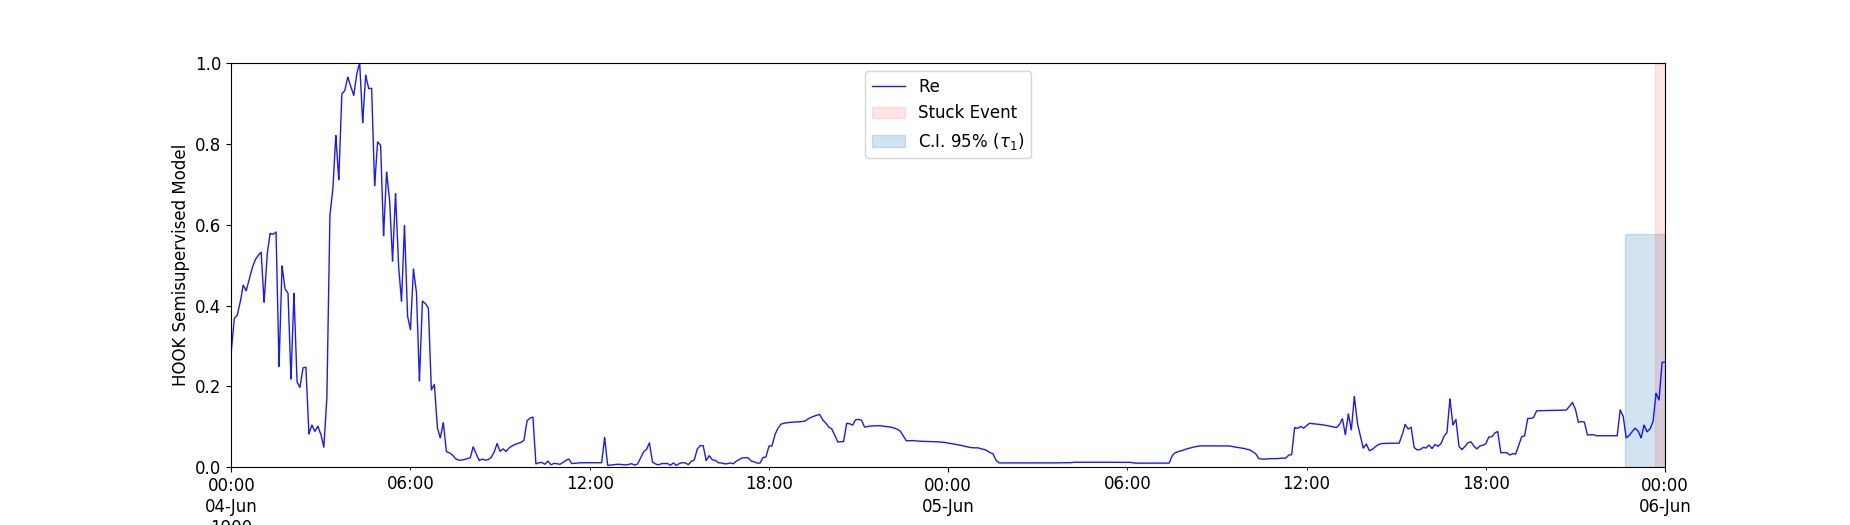 HOOK Semisupervised Model
1.0
0.8
0.6
0.4
0.2
0.0
Re
Stuck Event
C.I. 95% (τ₁)
00:00 06:00 12:00 18:00 00:00 06:00 12:00 18:00 00:00
04-Jun 05-Jun 06-Jun
1900